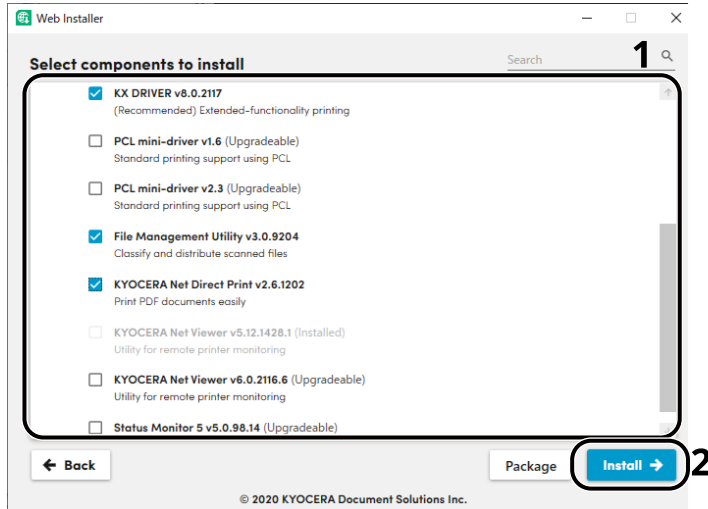 Web Installer
Select components to install
Search
1
KX DRIVER v8.0.2117
(Recommended) Extended-functionality printing
PCL mini-driver v1.6 (Upgradeable)
Standard printing support using PCL
PCL mini-driver v2.3 (Upgradeable)
Standard printing support using PCL
File Management Utility v3.0.9204
Classify and distribute scanned files
KYOCERA Net Direct Print v2.6.1202
Print PDF documents easily
KYOCERA Net Viewer v5.12.1428.1 (Installed)
Utility for remote printer monitoring
KYOCERA Net Viewer v6.0.2116.6 (Upgradeable)
Utility for remote printer monitoring
Status Monitor 5 v5.0.98.14 (Upgradeable)
Back
Package
Install
2
© 2020 KYOCERA Document Solutions Inc.